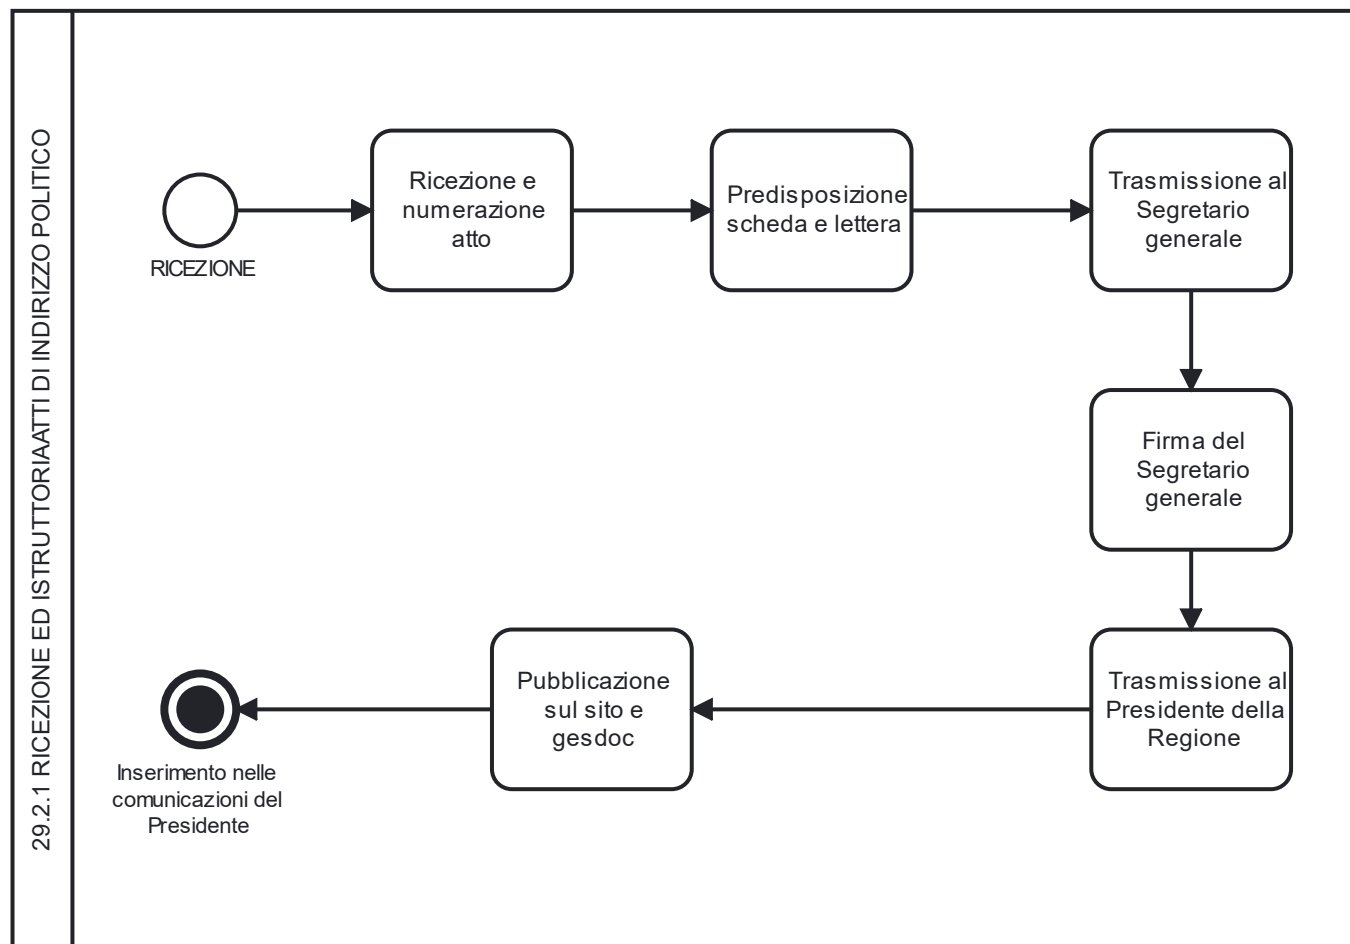 29.2.1 RICEZIONE ED ISTRUTTORIAATTI DI INDIRIZZO POLITICO
RICEZIONE
Ricezione e
numerazione
atto
Predisposizione
scheda e lettera
Trasmissione al
Segretario
generale
Firma del
Segretario
generale
Trasmissione al
Presidente della
Regione
Pubblicazione
sul sito e
gesdoc
Inserimento nelle
comunicazioni del
Presidente